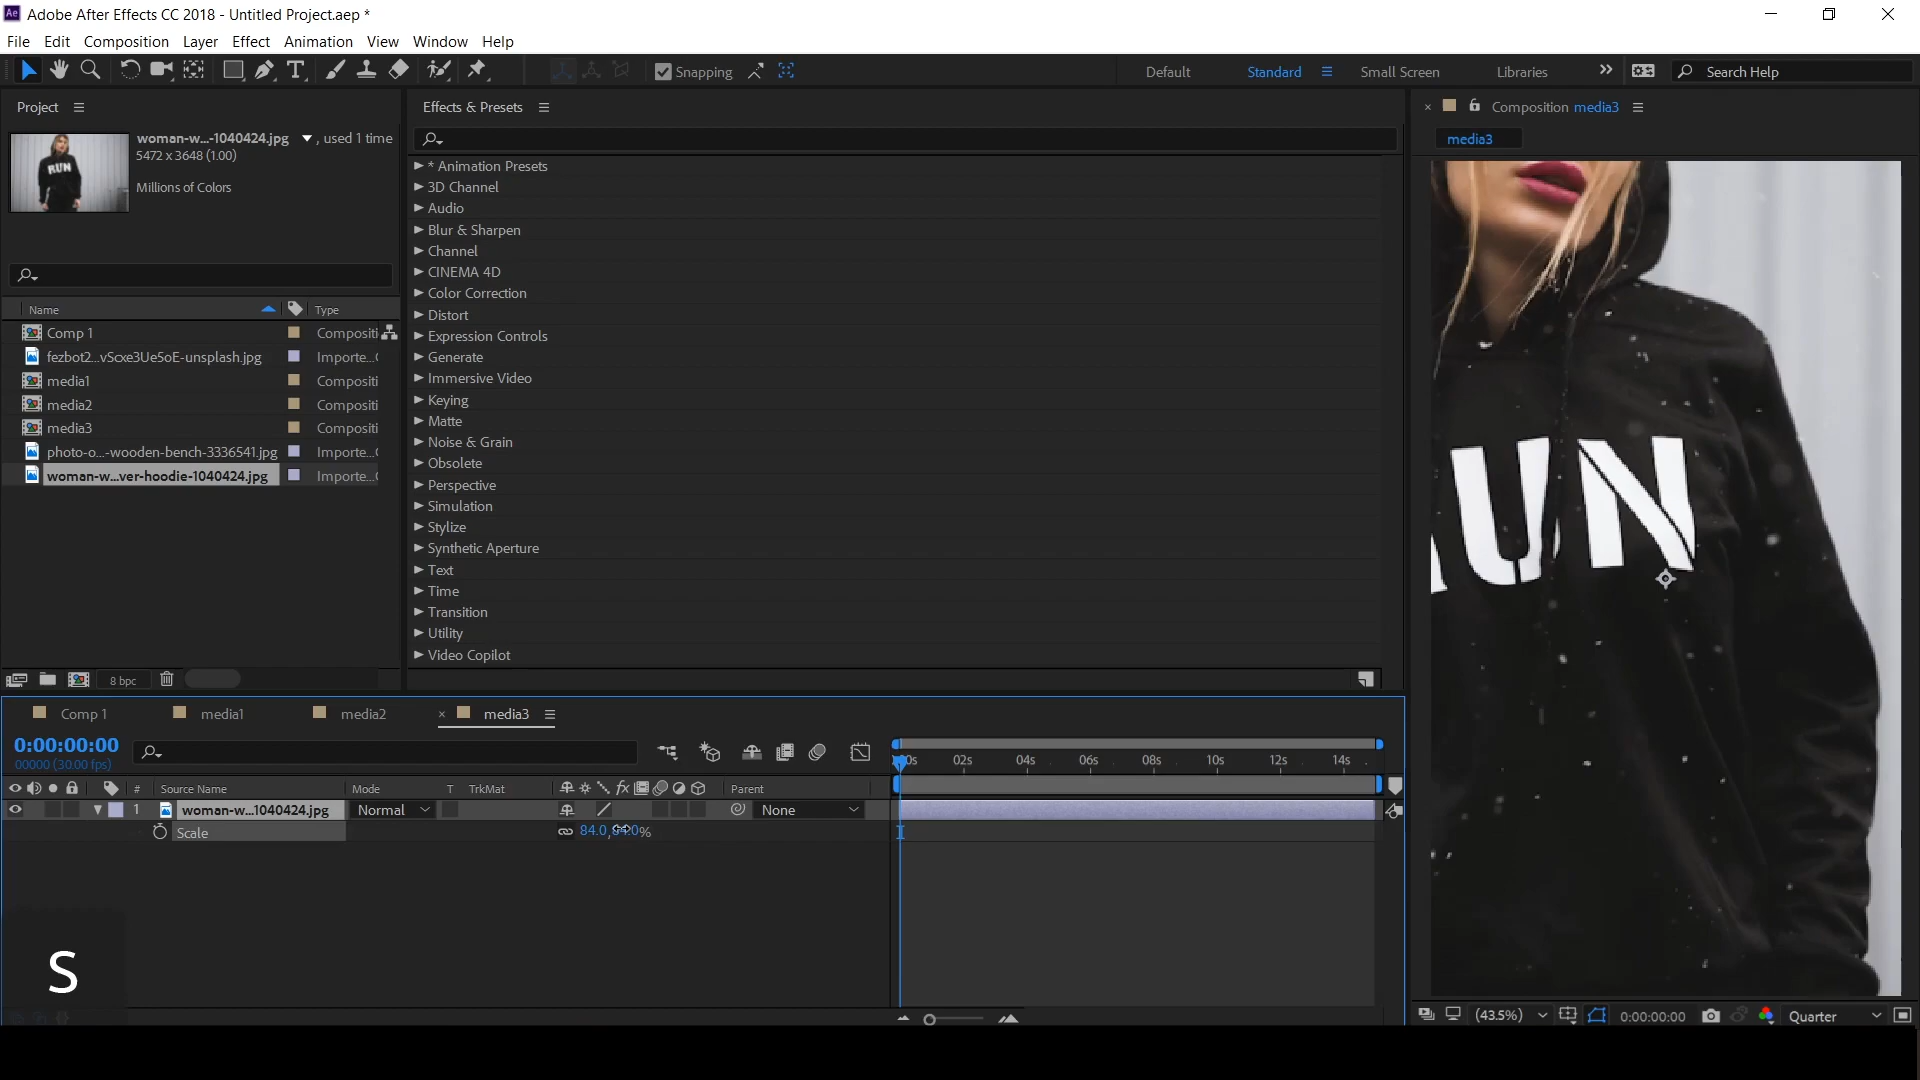 Ae Adobe After Effects CC 2018 - Untitled Project.aep *
File Edit Composition Layer Effect Animation View Window Help
T Snapping Default Standard Small Screen Libraries Search Help
Project
woman-w...-1040424.jpg , used 1 time
5472 x 3648 (1.00)
Millions of Colors
RUN
Name Type
Comp 1 Compositi
fezbot2...vScxe3Ue5oE-unsplash.jpg Importe...
media1 Compositi
media2 Compositi
media3 Compositi
photo-o...-wooden-bench-3336541.jpg Importe...
woman-w...ver-hoodie-1040424.jpg Importe...
8 bpc
Effects & Presets
* Animation Presets
3D Channel
Audio
Blur & Sharpen
Channel
CINEMA 4D
Color Correction
Distort
Expression Controls
Generate
Immersive Video
Keying
Matte
Noise & Grain
Obsolete
Perspective
Simulation
Stylize
Synthetic Aperture
Text
Time
Transition
Utility
Video Copilot
Composition media3
media3
UN
(43.5%) 0:00:00:00 Quarter
Comp 1 media1 media2 media3
0:00:00:00
00000 (30.00 fps)
02s 04s 06s 08s 10s 12s 14s
# Source Name Mode T TrkMat fx Parent
1 woman-w...1040424.jpg Normal None
Scale 84.0, %
S